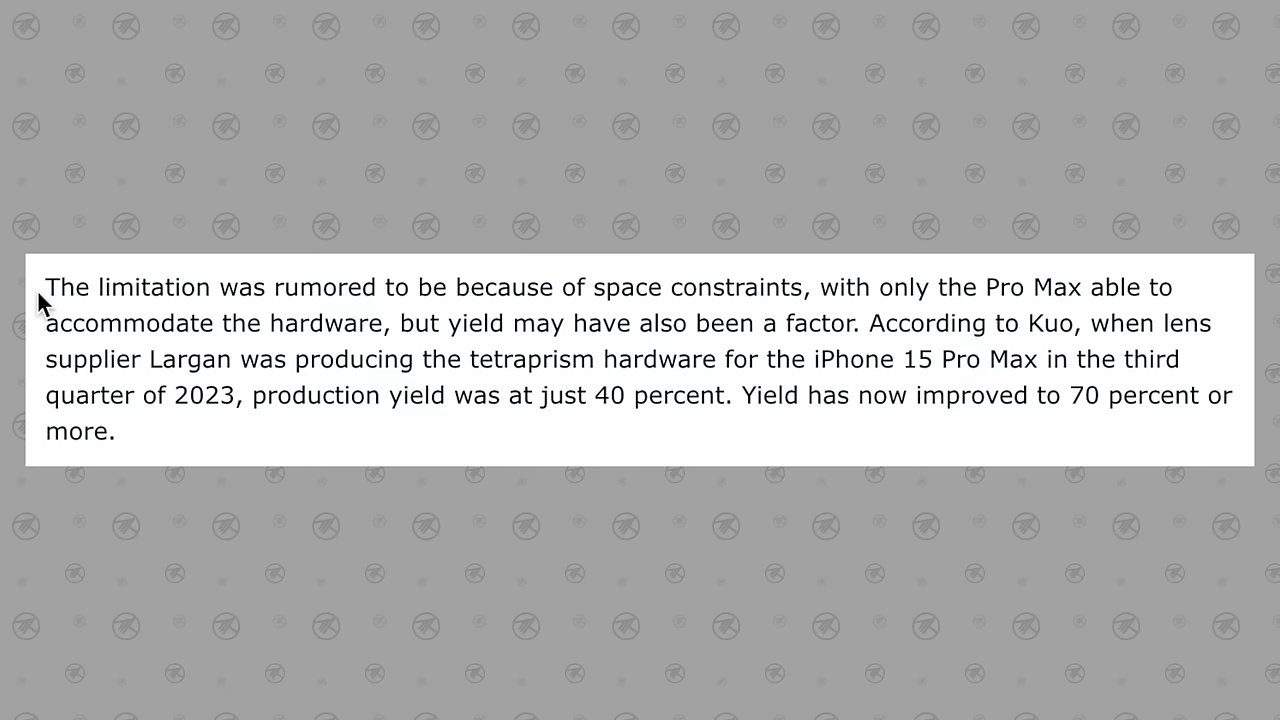 The limitation was rumored to be because of space constraints, with only the Pro Max able to
accommodate the hardware, but yield may have also been a factor. According to Kuo, when lens
supplier Largan was producing the tetraprism hardware for the iPhone 15 Pro Max in the third
quarter of 2023, production yield was at just 40 percent. Yield has now improved to 70 percent or
more.